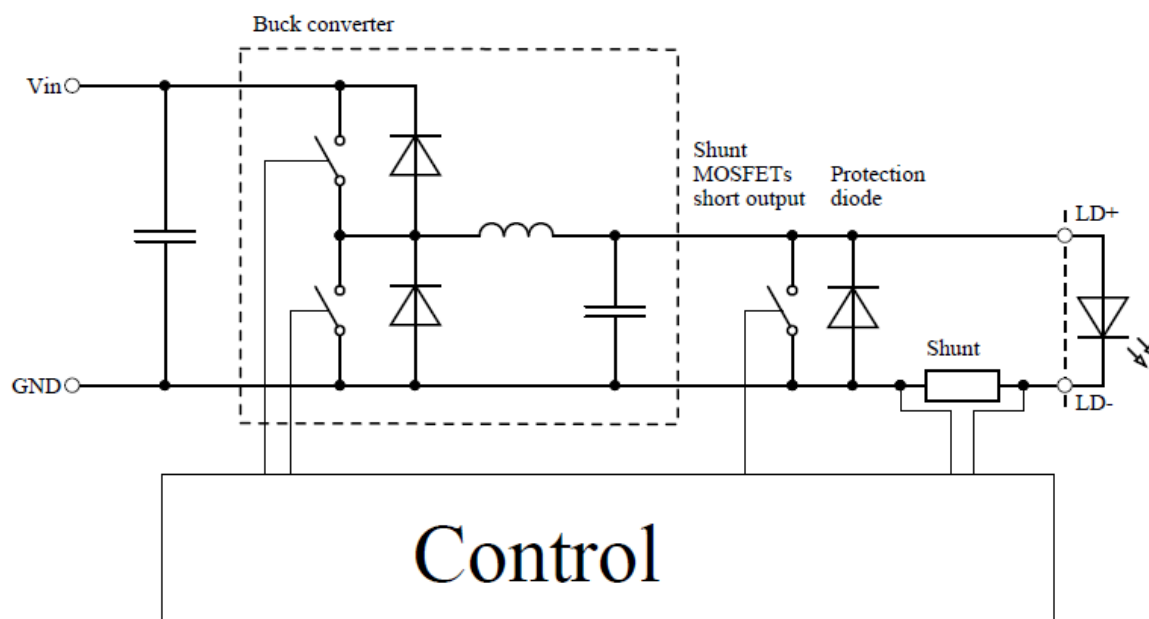 Buck converter
Vin
Shunt
MOSFETs
short output
Protection
diode
LD+
Shunt
GND
LD-
Control